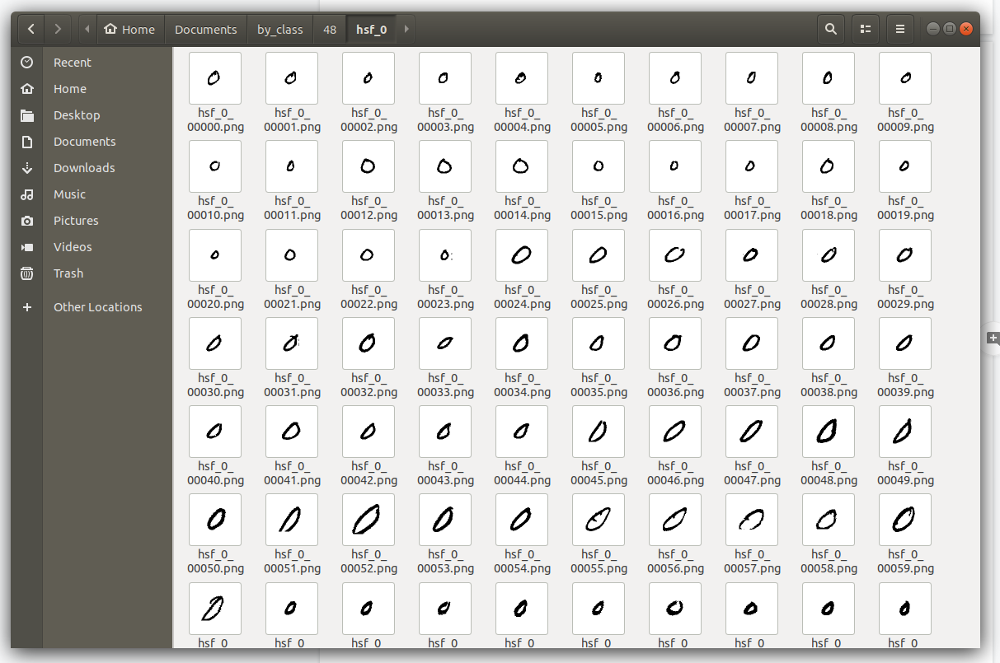 Home Documents by_class 48 hsf_0
Recent
Home
Desktop
Documents
Downloads
Music
Pictures
Videos
Trash
Other Locations
hsf_0_ hsf_0_ hsf_0_ hsf_0_ hsf_0_ hsf_0_ hsf_0_ hsf_0_ hsf_0_ hsf_0_
00000.png 00001.png 00002.png 00003.png 00004.png 00005.png 00006.png 00007.png 00008.png 00009.png
hsf_0_ hsf_0_ hsf_0_ hsf_0_ hsf_0_ hsf_0_ hsf_0_ hsf_0_ hsf_0_ hsf_0_
00010.png 00011.png 00012.png 00013.png 00014.png 00015.png 00016.png 00017.png 00018.png 00019.png
hsf_0_ hsf_0_ hsf_0_ hsf_0_ hsf_0_ hsf_0_ hsf_0_ hsf_0_ hsf_0_ hsf_0_
00020.png 00021.png 00022.png 00023.png 00024.png 00025.png 00026.png 00027.png 00028.png 00029.png
hsf_0_ hsf_0_ hsf_0_ hsf_0_ hsf_0_ hsf_0_ hsf_0_ hsf_0_ hsf_0_ hsf_0_
00030.png 00031.png 00032.png 00033.png 00034.png 00035.png 00036.png 00037.png 00038.png 00039.png
hsf_0_ hsf_0_ hsf_0_ hsf_0_ hsf_0_ hsf_0_ hsf_0_ hsf_0_ hsf_0_ hsf_0_
00040.png 00041.png 00042.png 00043.png 00044.png 00045.png 00046.png 00047.png 00048.png 00049.png
hsf_0_ hsf_0_ hsf_0_ hsf_0_ hsf_0_ hsf_0_ hsf_0_ hsf_0_ hsf_0_ hsf_0_
00050.png 00051.png 00052.png 00053.png 00054.png 00055.png 00056.png 00057.png 00058.png 00059.png
hsf_0 hsf_0 hsf_0 hsf_0 hsf_0 hsf_0 hsf_0 hsf_0 hsf_0 hsf_0